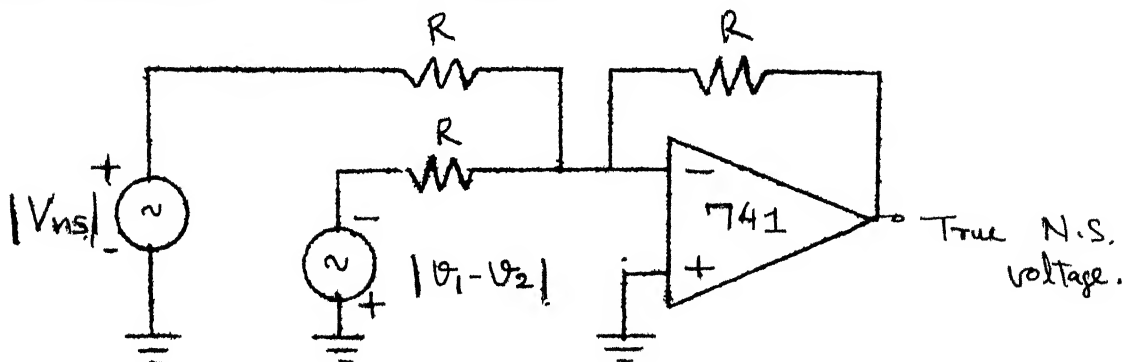 R
R
R
+
|Vns|
-
-
|v₁-v₂|
+
-
741
+
True N.S.
voltage.